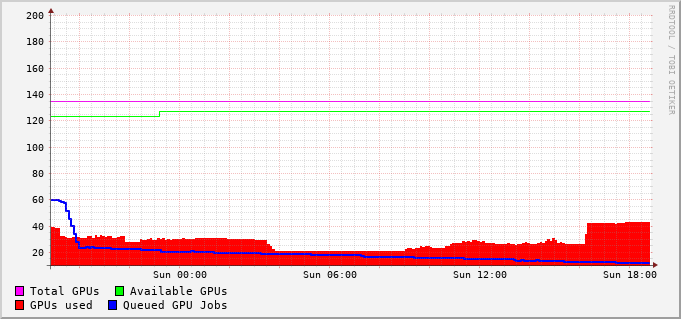 200
180
160
140
120
100
80
60
40
20
Sun 00:00 Sun 06:00 Sun 12:00 Sun 18:00
Total GPUs Available GPUs
GPUs used Queued GPU Jobs
RRDTOOL / TOBI OETIKER